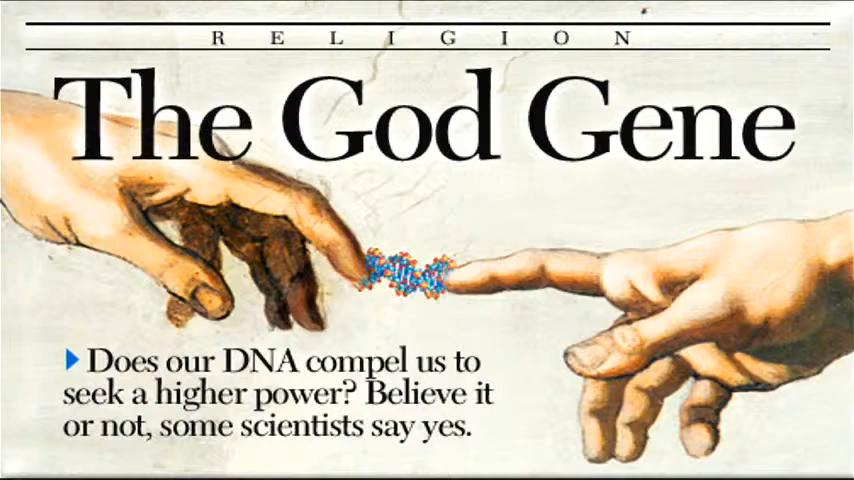 RELIGION
The God Gene
Does our DNA compel us to
seek a higher power? Believe it
or not, some scientists say yes.